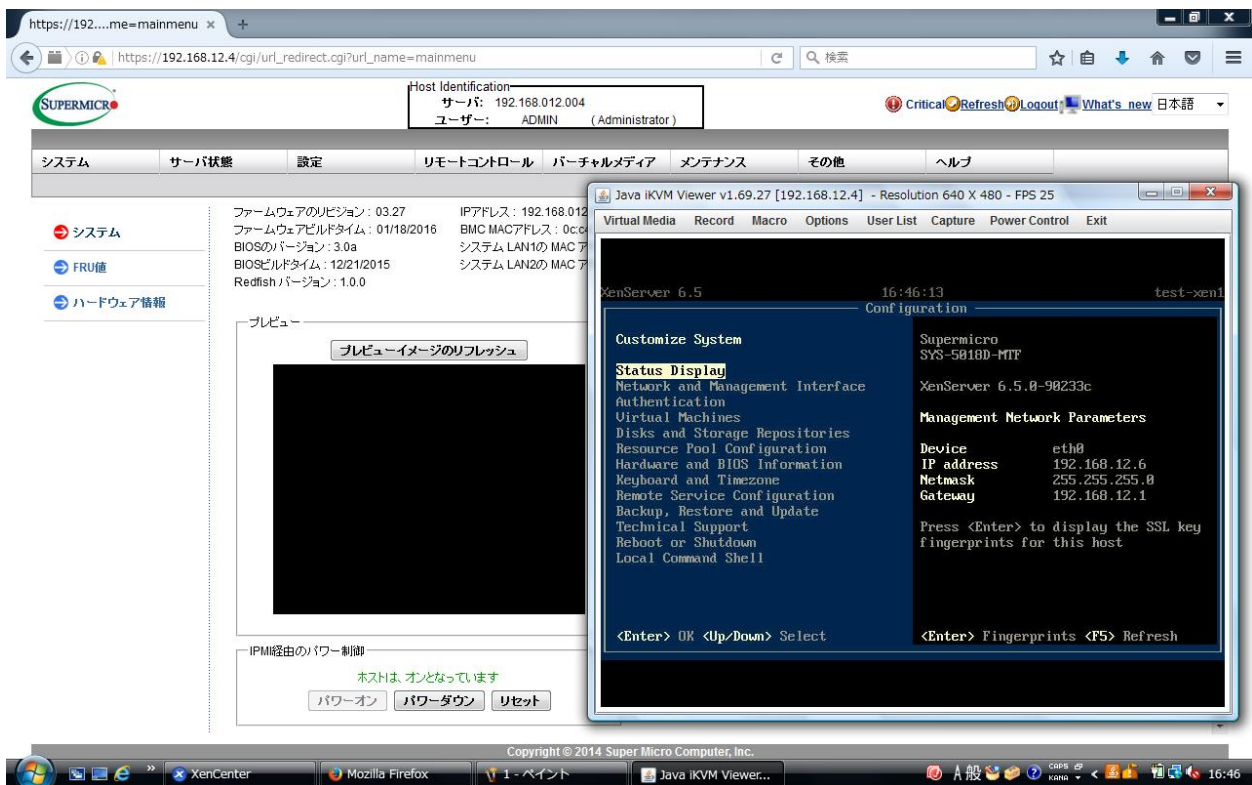 https://192....me=mainmenu
https://192.168.12.4/cgi/url_redirect.cgi?url_name=mainmenu
検索
SUPERMICR
Host Identification
サーバ: 192.168.012.004
ユーザー: ADMIN (Administrator)
Critical Refresh Logout What's new 日本語
システム サーバ状態 設定 リモートコントロール バーチャルメディア メンテナンス その他 ヘルプ
システム
FRU値
ハードウェア情報
ファームウェアのリビジョン : 03.27
ファームウェアビルドタイム : 01/18/2016
BIOSのバージョン : 3.0a
BIOSビルドタイム : 12/21/2015
Redfish バージョン : 1.0.0
IPアドレス : 192.168.012
BMC MACアドレス : 0c:c4
システム LAN1の MAC ア
システム LAN2の MAC ア
プレビュー
プレビューイメージのリフレッシュ
IPMI経由のパワー制御
ホストは、オンとなっています
パワーオン パワーダウン リセット
Java iKVM Viewer v1.69.27 [192.168.12.4] - Resolution 640 X 480 - FPS 25
Virtual Media Record Macro Options User List Capture Power Control Exit
XenServer 6.5 16:46:13 test-xen1
Configuration
Customize System
Status Display
Network and Management Interface
Authentication
Virtual Machines
Disks and Storage Repositories
Resource Pool Configuration
Hardware and BIOS Information
Keyboard and Timezone
Remote Service Configuration
Backup, Restore and Update
Technical Support
Reboot or Shutdown
Local Command Shell
<Enter> OK <Up/Down> Select
Supermicro
SYS-5018D-MTF
XenServer 6.5.0-90233c
Management Network Parameters
Device eth0
IP address 192.168.12.6
Netmask 255.255.255.0
Gateway 192.168.12.1
Press <Enter> to display the SSL key
fingerprints for this host
<Enter> Fingerprints <F5> Refresh
Copyright © 2014 Super Micro Computer, Inc.
XenCenter
Mozilla Firefox
1 - ペイント
Java iKVM Viewer...
A 般
CAPS
KANA
16:46